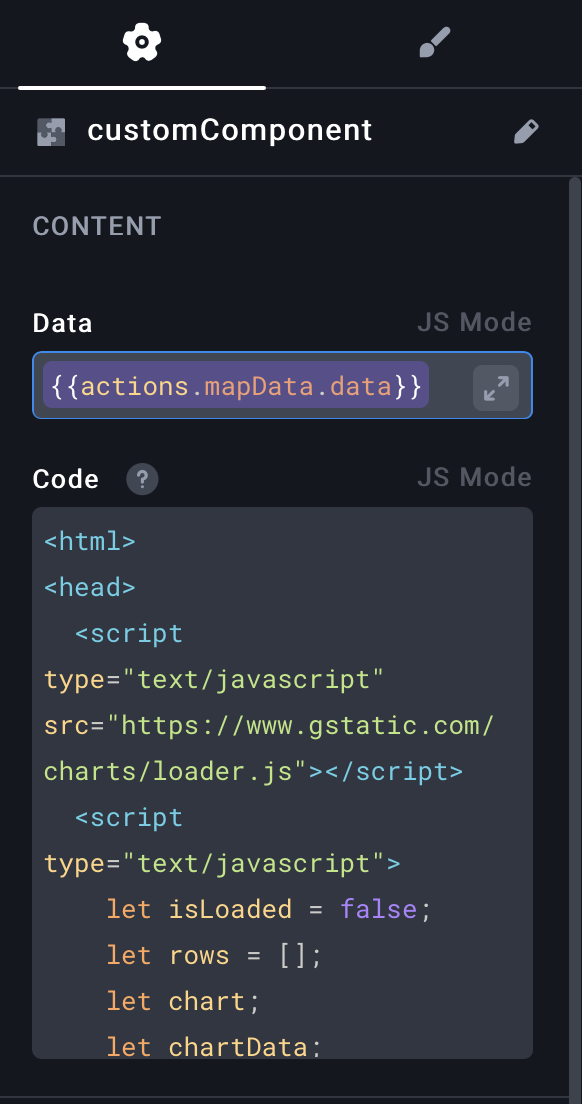 customComponent
CONTENT
Data JS Mode
{{actions.mapData.data}}
Code ? JS Mode
<html>
<head>
  <script
type="text/javascript"
src="https://www.gstatic.com/
charts/loader.js"></script>
  <script
type="text/javascript">
    let isLoaded = false;
    let rows = [];
    let chart;
    let chartData;